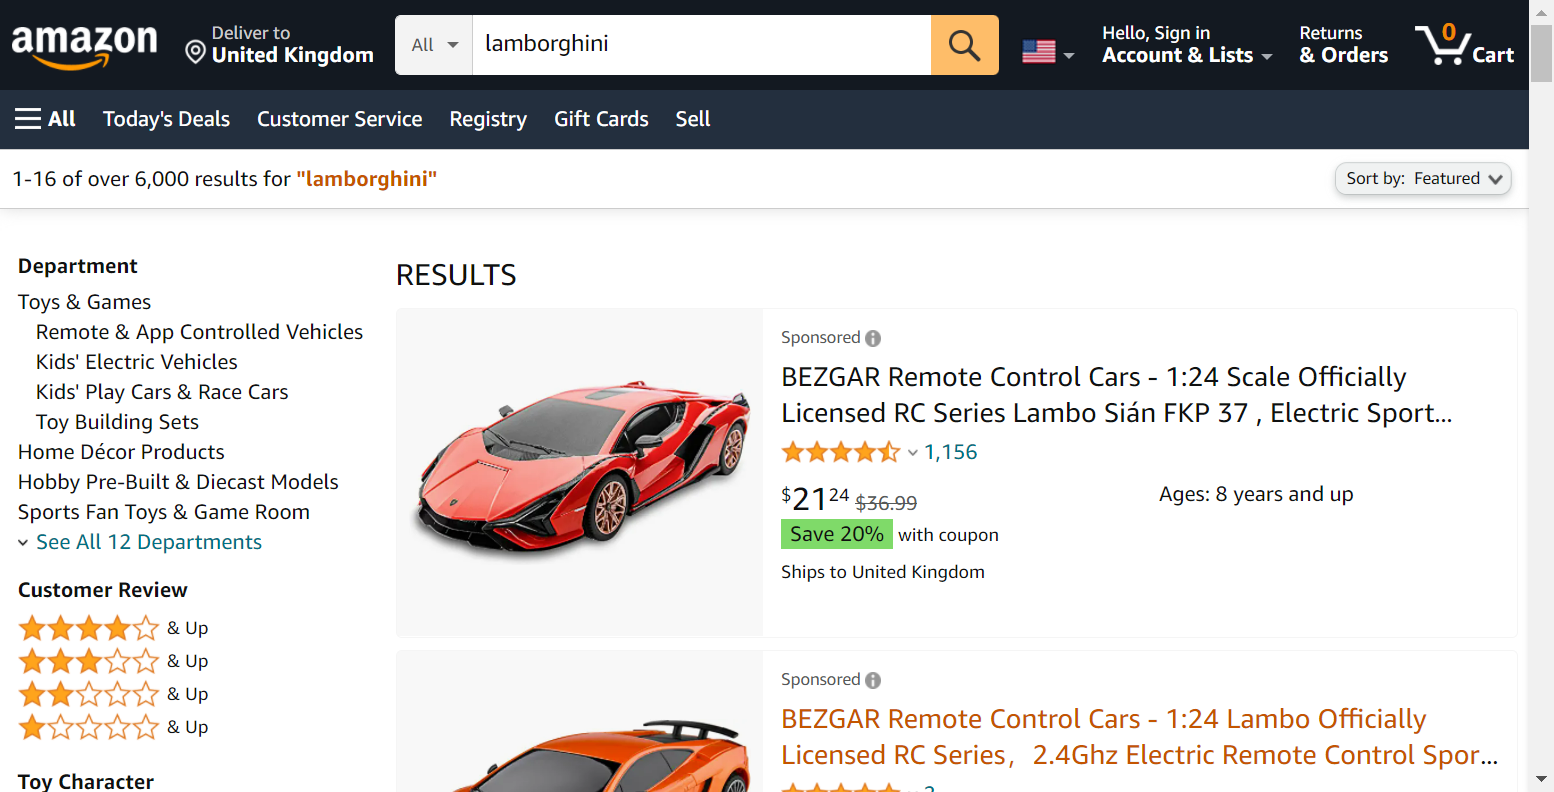 amazon
Deliver to
United Kingdom
All
lamborghini
Hello, Sign in
Account & Lists
Returns
& Orders
0
Cart
All
Today's Deals
Customer Service
Registry
Gift Cards
Sell
1-16 of over 6,000 results for "lamborghini"
Sort by: Featured
Department
Toys & Games
Remote & App Controlled Vehicles
Kids' Electric Vehicles
Kids' Play Cars & Race Cars
Toy Building Sets
Home Décor Products
Hobby Pre-Built & Diecast Models
Sports Fan Toys & Game Room
See All 12 Departments
Customer Review
& Up
& Up
& Up
& Up
Toy Character
RESULTS
Sponsored
BEZGAR Remote Control Cars - 1:24 Scale Officially
Licensed RC Series Lambo Sián FKP 37 , Electric Sport...
1,156
$2124 $36.99
Ages: 8 years and up
Save 20% with coupon
Ships to United Kingdom
Sponsored
BEZGAR Remote Control Cars - 1:24 Lambo Officially
Licensed RC Series，2.4Ghz Electric Remote Control Spor...